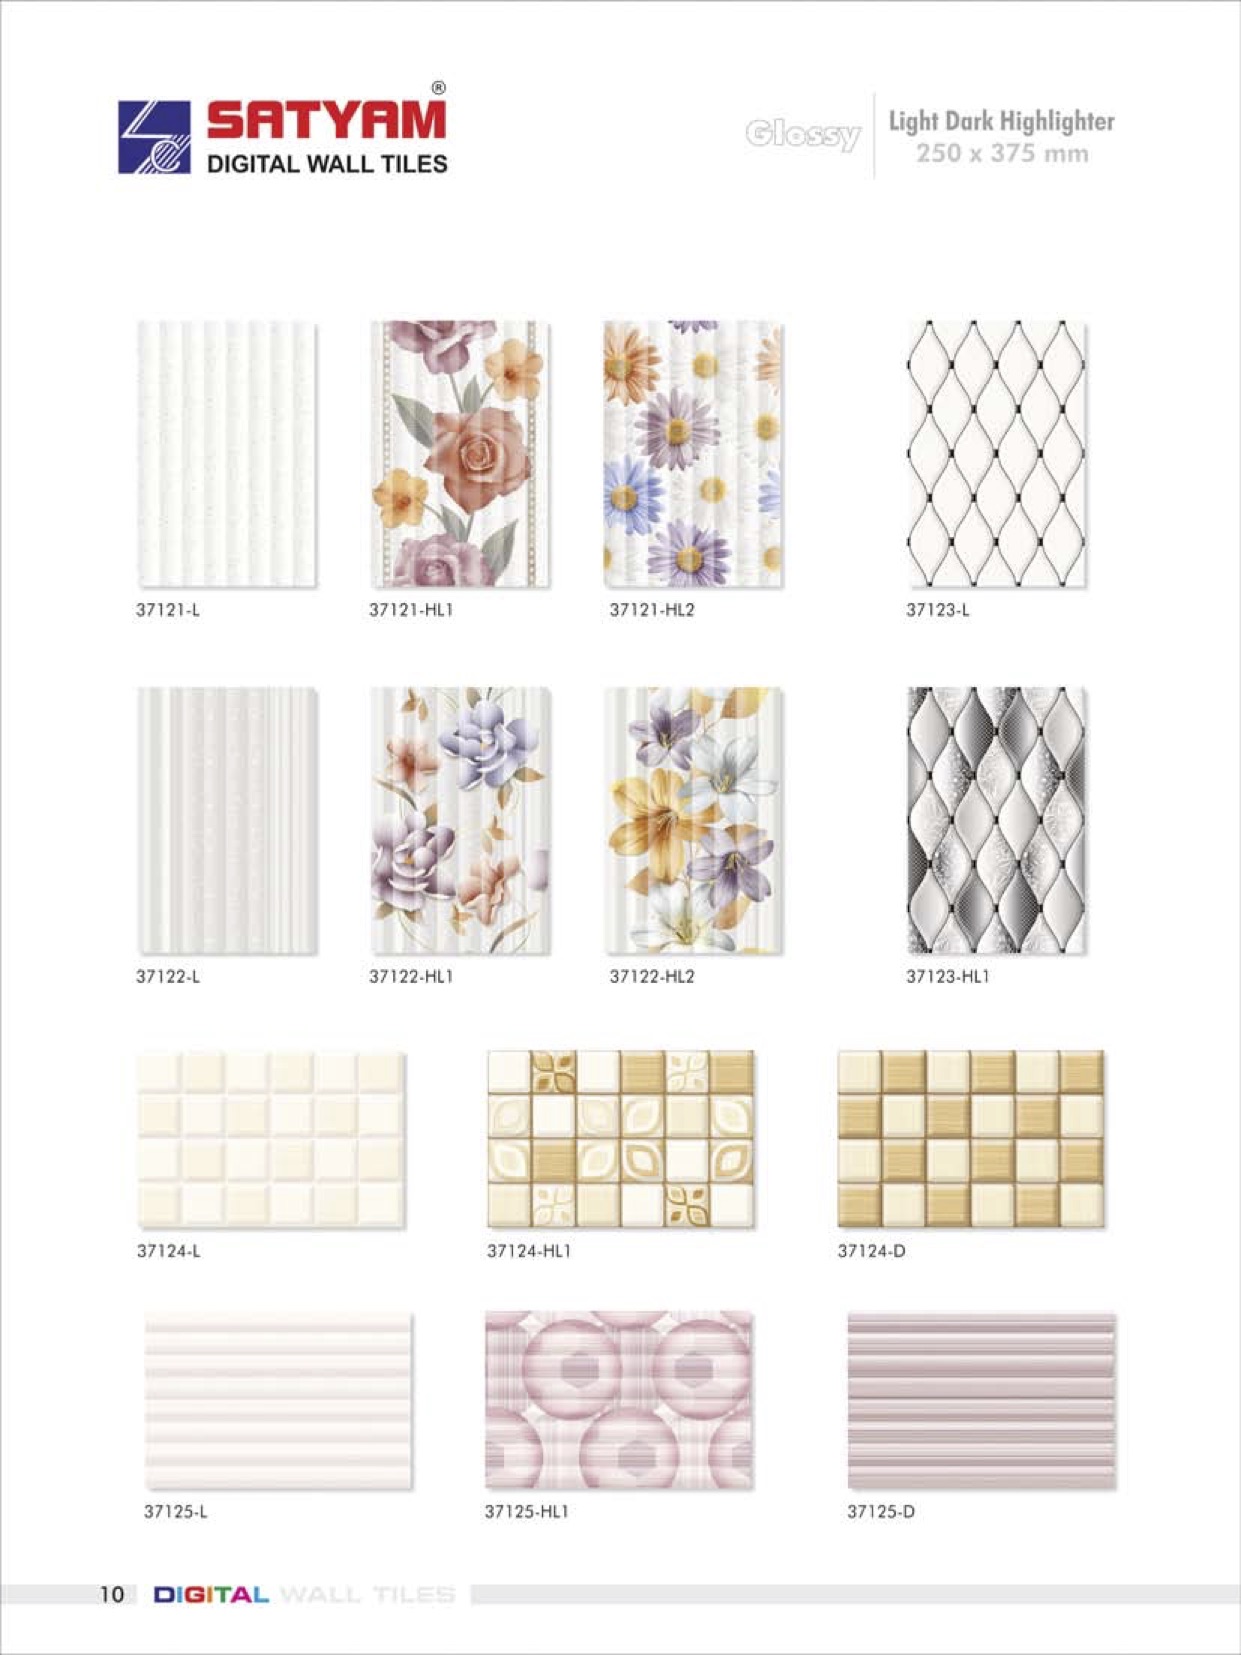 ®
SATYAM
DIGITAL WALL TILES
Glossy
Light Dark Highlighter
250 x 375 mm
37121-L
37121-HL1
37121-HL2
37123-L
37122-L
37122-HL1
37122-HL2
37123-HL1
37124-L
37124-HL1
37124-D
37125-L
37125-HL1
37125-D
10
DIGITAL WALL TILES